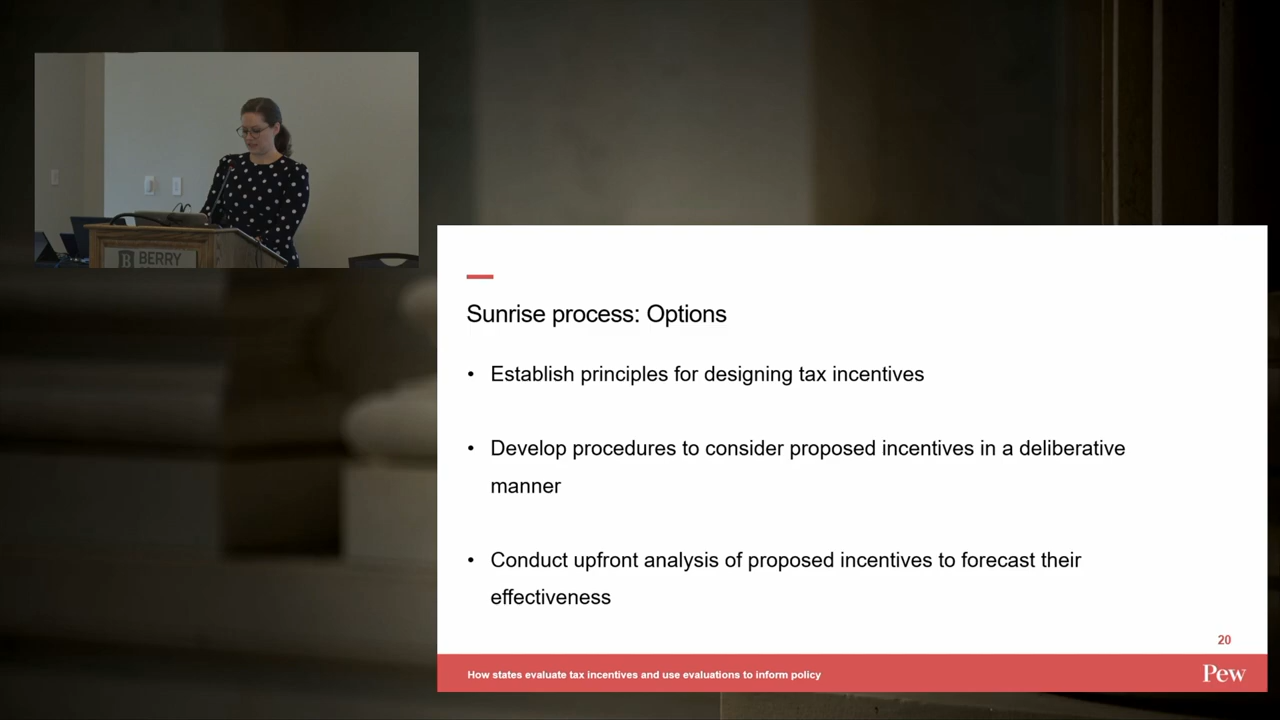 B BERRY
Sunrise process: Options
• Establish principles for designing tax incentives
• Develop procedures to consider proposed incentives in a deliberative
manner
• Conduct upfront analysis of proposed incentives to forecast their
effectiveness
20
How states evaluate tax incentives and use evaluations to inform policy
Pew